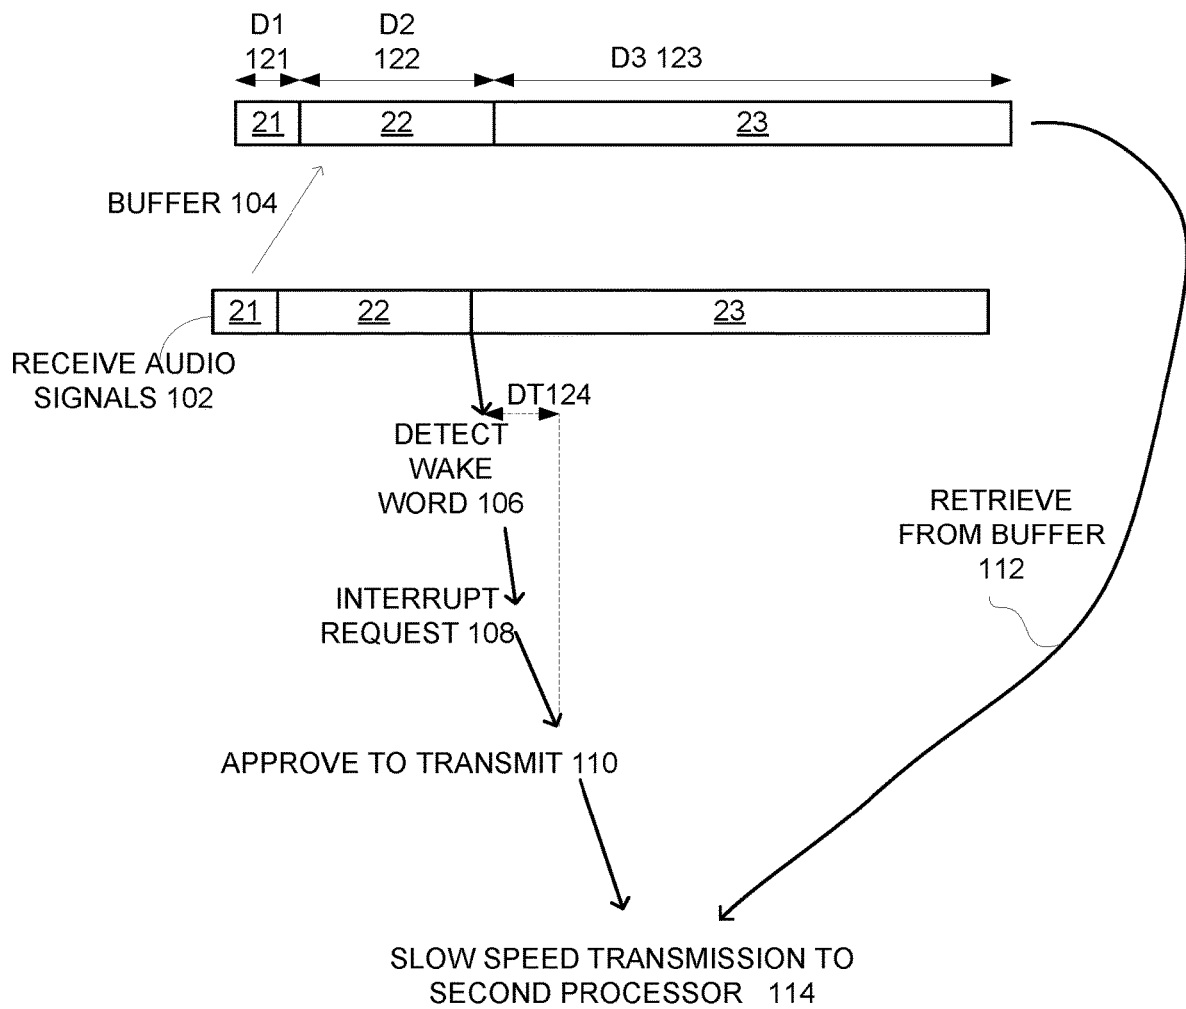 D1
121
D2
122
D3 123
21
22
23
BUFFER 104
21
22
23
RECEIVE AUDIO
SIGNALS 102
DT124
DETECT
WAKE
WORD 106
RETRIEVE
FROM BUFFER
112
INTERRUPT
REQUEST 108
APPROVE TO TRANSMIT 110
SLOW SPEED TRANSMISSION TO
SECOND PROCESSOR 114